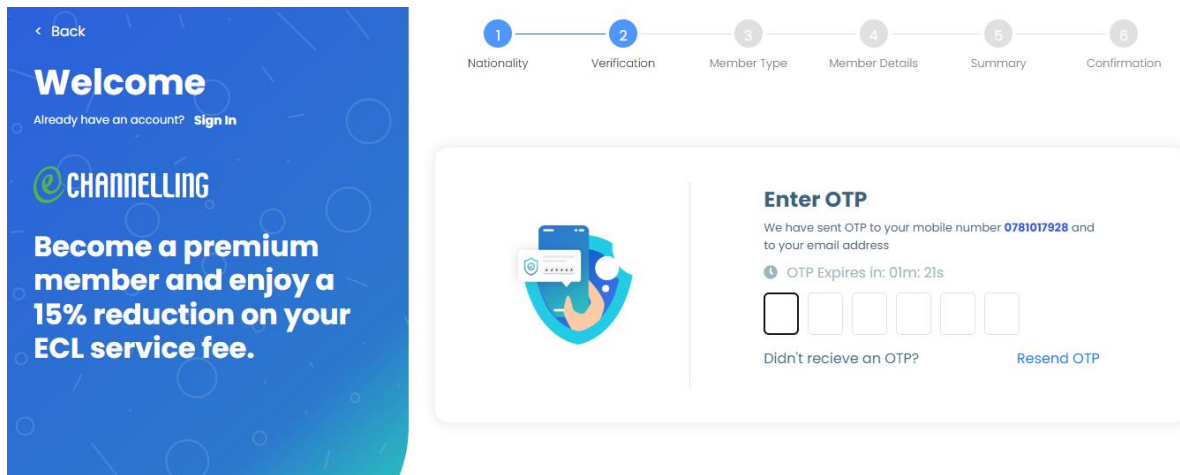 < Back
Welcome
Already have an account? Sign In
e CHANNELLING
Become a premium
member and enjoy a
15% reduction on your
ECL service fee.
1 2 3 4 5 6
Nationality Verification Member Type Member Details Summary Confirmation
Enter OTP
We have sent OTP to your mobile number 0781017928 and
to your email address
OTP Expires in: 01m: 21s
Didn't recieve an OTP? Resend OTP